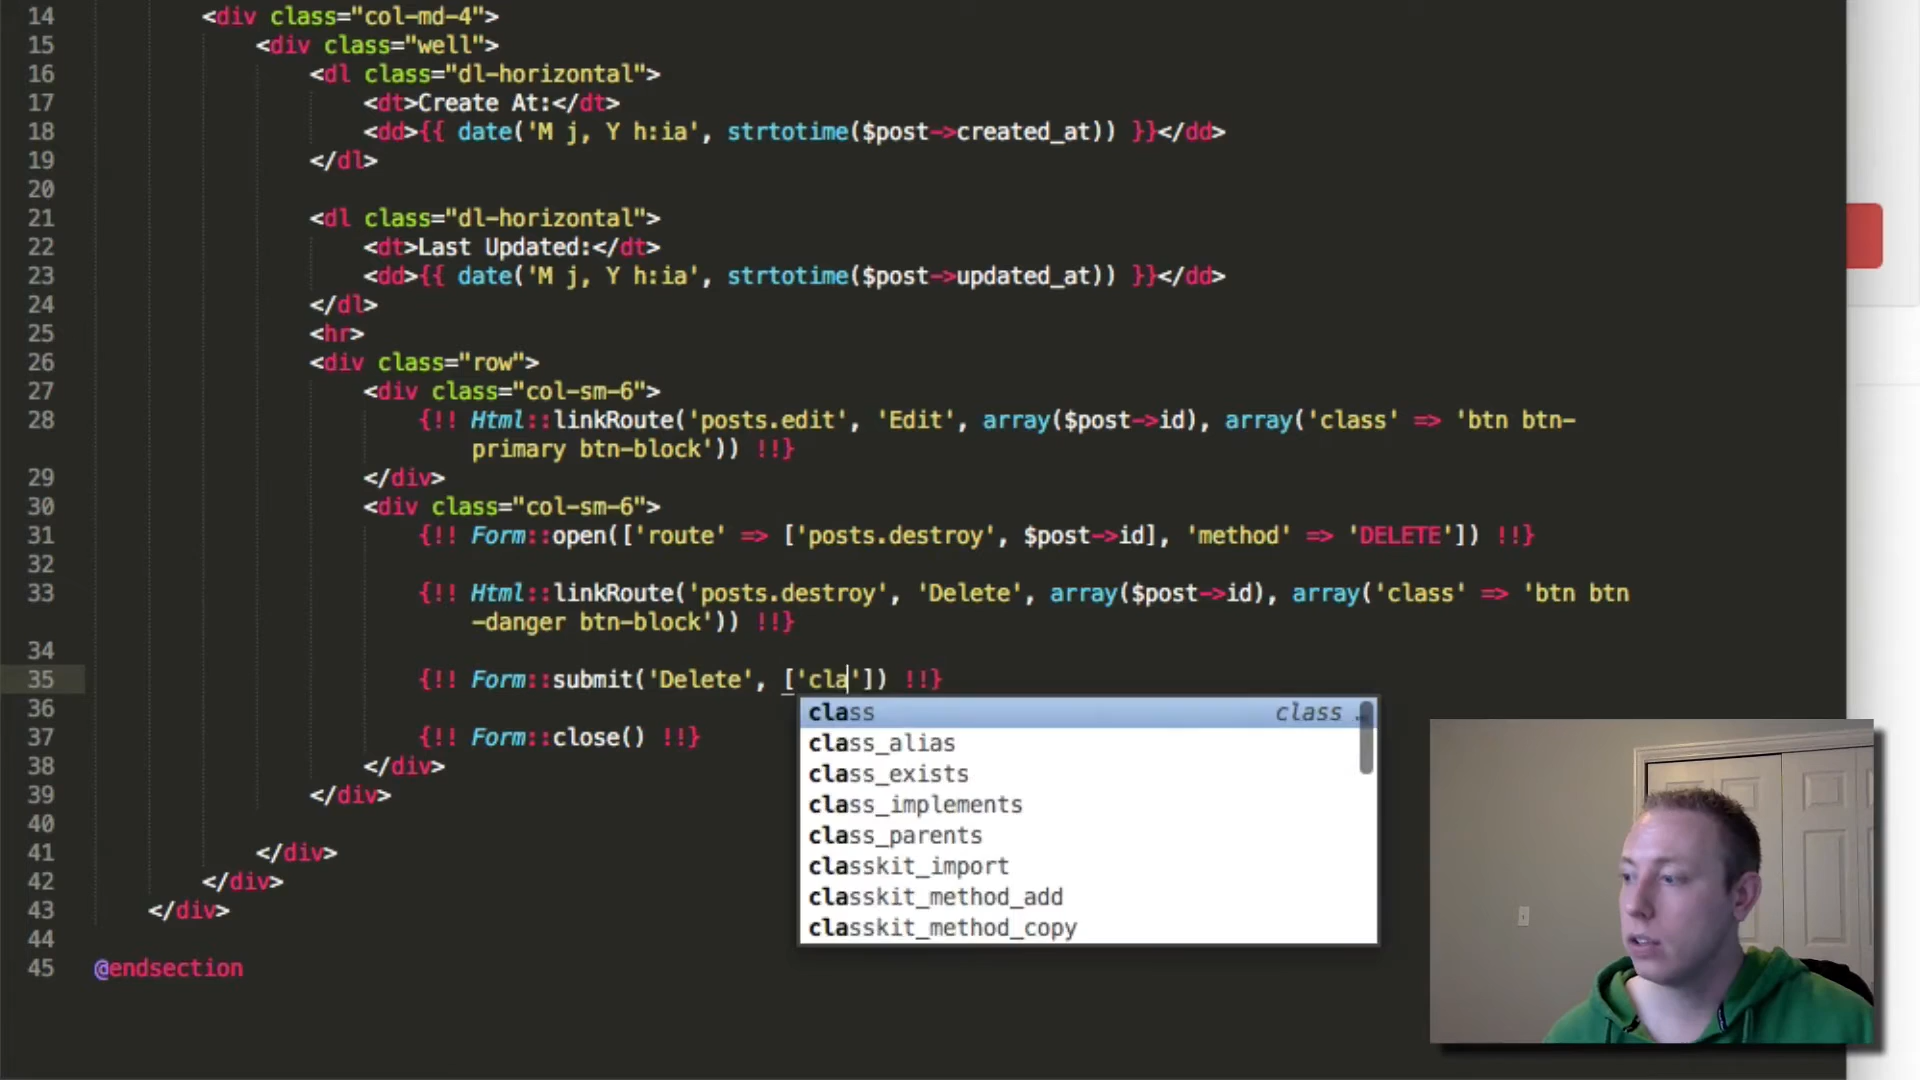 14 <div class="col-md-4">
15 <div class="well">
16 <dl class="dl-horizontal">
17 <dt>Create At:</dt>
18 <dd>{{ date('M j, Y h:ia', strtotime($post->created_at)) }}</dd>
19 </dl>
20
21 <dl class="dl-horizontal">
22 <dt>Last Updated:</dt>
23 <dd>{{ date('M j, Y h:ia', strtotime($post->updated_at)) }}</dd>
24 </dl>
25 <hr>
26 <div class="row">
27 <div class="col-sm-6">
28 {!! Html::linkRoute('posts.edit', 'Edit', array($post->id), array('class' => 'btn btn-
primary btn-block')) !!}
29 </div>
30 <div class="col-sm-6">
31 {!! Form::open(['route' => ['posts.destroy', $post->id], 'method' => 'DELETE']) !!}
32
33 {!! Html::linkRoute('posts.destroy', 'Delete', array($post->id), array('class' => 'btn btn
-danger btn-block')) !!}
34
35 {!! Form::submit('Delete', ['cla']) !!}
36
class class …
37 {!! Form::close() !!}
class_alias
38 </div>
class_exists
39 </div>
class_implements
40
class_parents
41 </div>
classkit_import
42 </div>
classkit_method_add
43 </div>
classkit_method_copy
44
45 @endsection